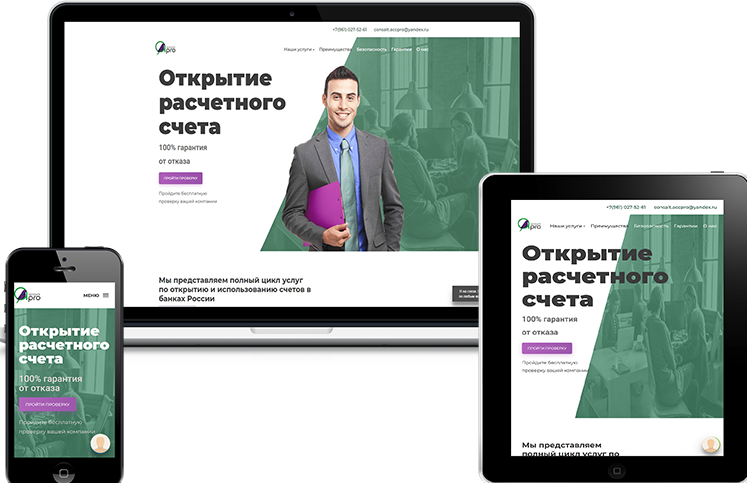 +7(961) 027-52-61 consalt.accpro@yandex.ru
pro
Наши услуги Преимущества Безопасность Гарантии О нас
Открытие
расчетного
счета
100% гарантия
от отказа
ПРОЙТИ ПРОВЕРКУ
Пройдите бесплатную
проверку вашей компании
Мы представляем полный цикл услуг
по открытию и использованию счетов в
банках России
+7(961) 027-52-61 consalt.accpro@yandex.ru
pro
Наши услуги Преимущества Безопасность Гарантии О нас
Открытие
расчетного
счета
100% гарантия
от отказа
ПРОЙТИ ПРОВЕРКУ
Пройдите бесплатную
проверку вашей компании
Мы представляем
полный цикл услуг по
pro
МЕНЮ
Открытие
расчетного
счета
100% гарантия
от отказа
ПРОЙТИ ПРОВЕРКУ
Пройдите бесплатную
проверку вашей компании